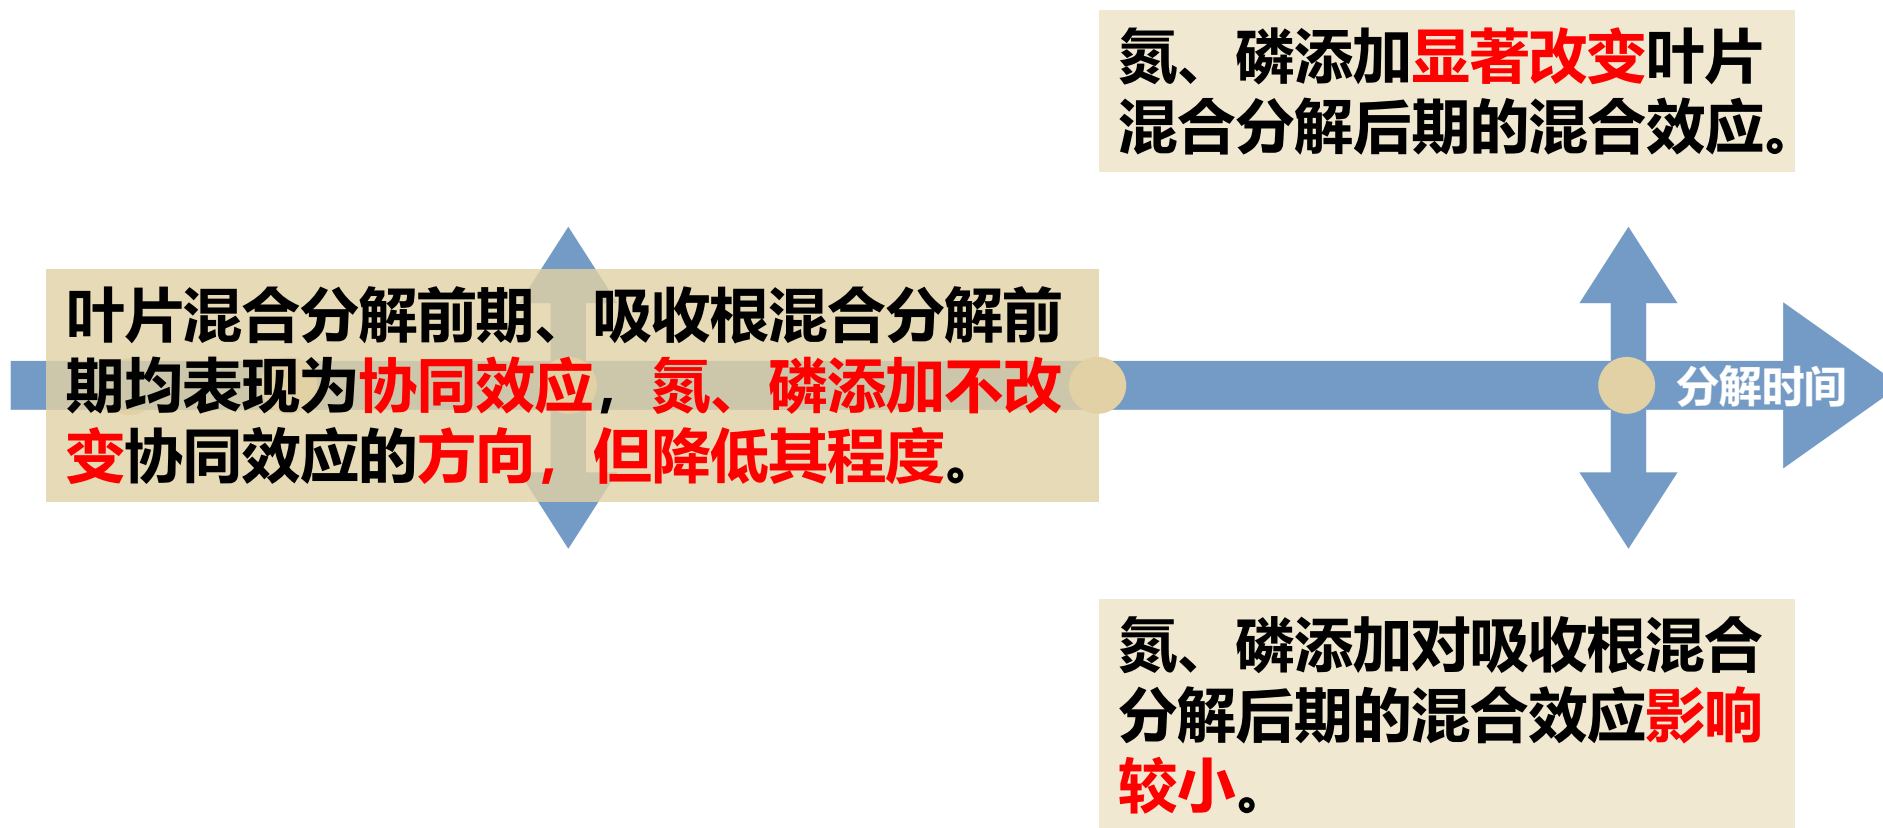 氮、磷添加显著改变叶片
混合分解后期的混合效应。
叶片混合分解前期、吸收根混合分解前
期均表现为协同效应，氮、磷添加不改
变协同效应的方向，但降低其程度。
分解时间
氮、磷添加对吸收根混合
分解后期的混合效应影响
较小。